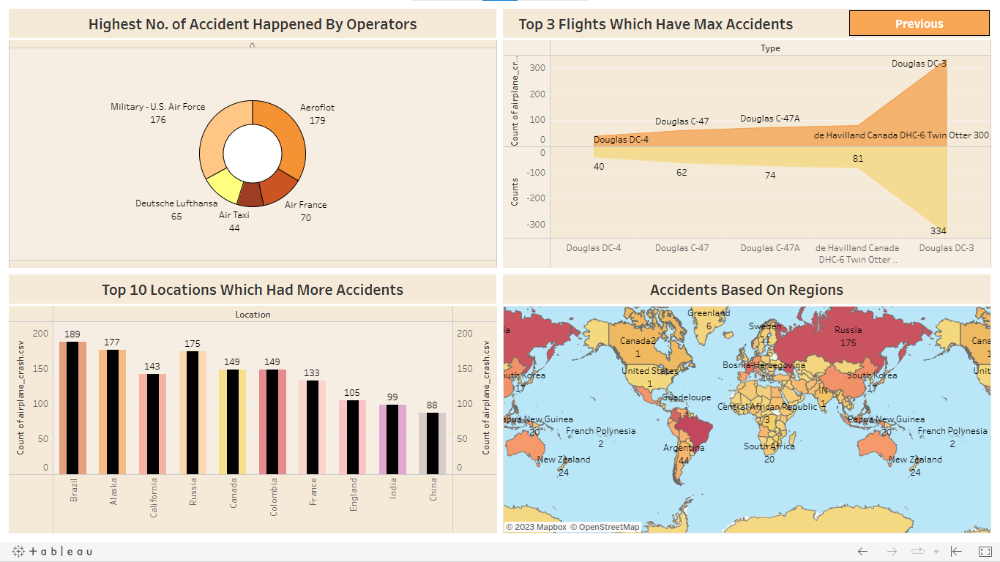 Highest No. of Accident Happened By Operators
0
Military - U.S. Air Force
176
Aeroflot
179
Deutsche Lufthansa
65
Air Taxi
44
Air France
70
Top 3 Flights Which Have Max Accidents
Previous
Type
Count of airplane_cr...
300
200
100
0
Douglas DC-4
Douglas C-47
Douglas C-47A
de Havilland Canada DHC-6 Twin Otter 300
Douglas DC-3
Counts
0
-100
-200
-300
40
62
74
81
334
Douglas DC-4
Douglas C-47
Douglas C-47A
de Havilland Canada
DHC-6 Twin Otter ..
Douglas DC-3
Top 10 Locations Which Had More Accidents
Location
Count of airplane_crash.csv
200
150
100
50
0
189
177
143
175
149
149
133
105
99
88
200
150
100
50
0
Count of airplane_crash.csv
Brazil
Alaska
California
Russia
Canada
Colombia
France
England
India
China
Accidents Based On Regions
Greenland
6
Sweden
11
Russia
175
ia
Canada2
1
Cana
1
United States
1
Unit
Bosnia-Herzegovina
1
outh Korea
17
South Korea
17
Guadeloupe
1
Central African Republic
3
IN
1
apua New Guinea
20
Papua New Guinea
20
French Polynesia
2
French Polynesia
2
Argentina
44
South Africa
20
New Zealand
24
New Zealand
24
© 2023 Mapbox © OpenStreetMap
+ableau